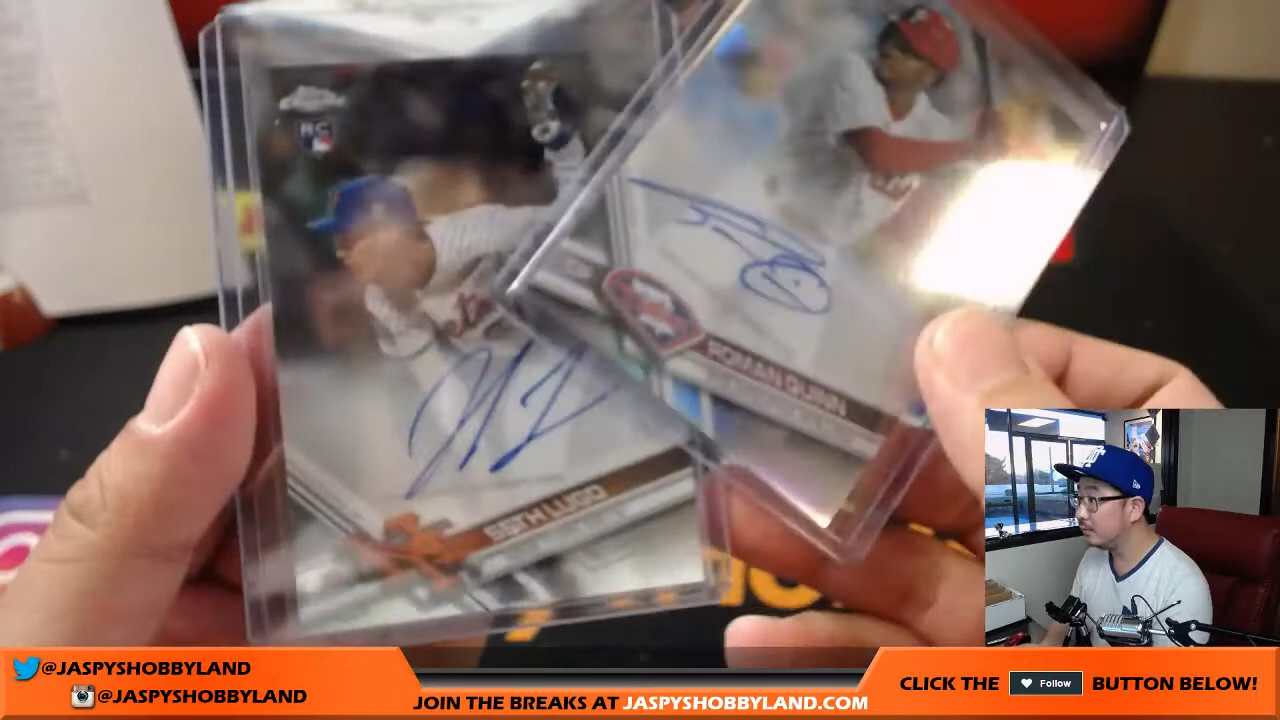 RC
ROMAN QUINN
SETH LUGO
@JASPYSHOBBYLAND
@JASPYSHOBBYLAND
JOIN THE BREAKS AT JASPYSHOBBYLAND.COM
CLICK THE Follow BUTTON BELOW!